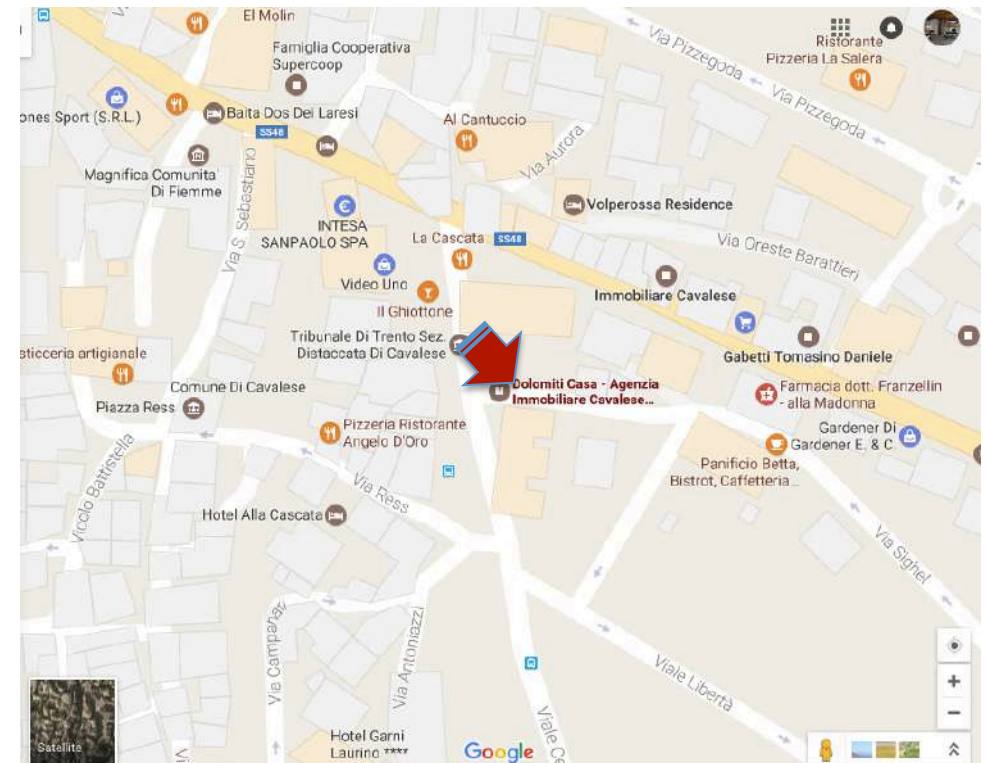 El Molin
Famiglia Cooperativa
Supercoop
Via Pizzegoda
Ristorante
Pizzeria La Salera
Via Pizzegoda
ones Sport (S.R.L.)
Baita Dos Dei Laresi
SS48
Al Cantuccio
Via Aurora
Magnifica Comunita'
Di Fiemme
Via S. Sebastiano
Volperossa Residence
INTESA
SANPAOLO SPA
La Cascata
SS48
Via Oreste Barattieri
Video Uno
Immobiliare Cavalese
Il Ghiottone
Tribunale Di Trento Sez.
Distaccata Di Cavalese
sticceria artigianale
Gabetti Tomasino Daniele
Comune Di Cavalese
Dolomiti Casa - Agenzia
Immobiliare Cavalese...
Farmacia dott. Franzellin
- alla Madonna
Piazza Ress
Pizzeria Ristorante
Angelo D'Oro
Gardener Di
Gardener E. & C
Panificio Betta,
Bistrot, Caffetteria...
Vicolo Battistella
Via Ress
Hotel Alla Cascata
Via Sighel
Via Campanar
Via Antoniazzi
Viale Libertà
Viale Ce
Satellite
Hotel Garni
Laurino ****
Google